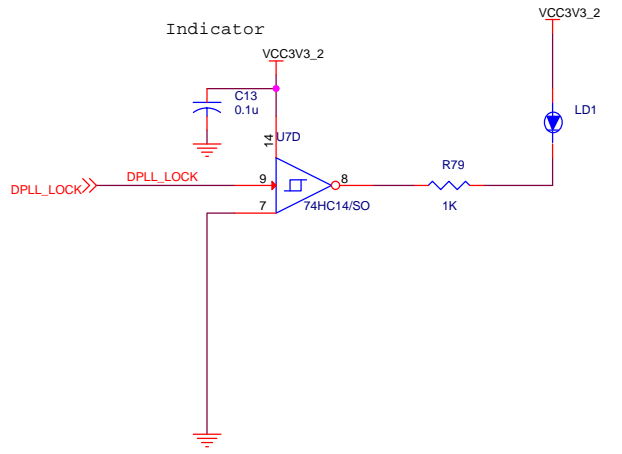 VCC3V3_2
Indicator
VCC3V3_2
C13
0.1u
LD1
14
U7D
R79
DPLL_LOCK
DPLL_LOCK
9
8
7
74HC14/SO
1K